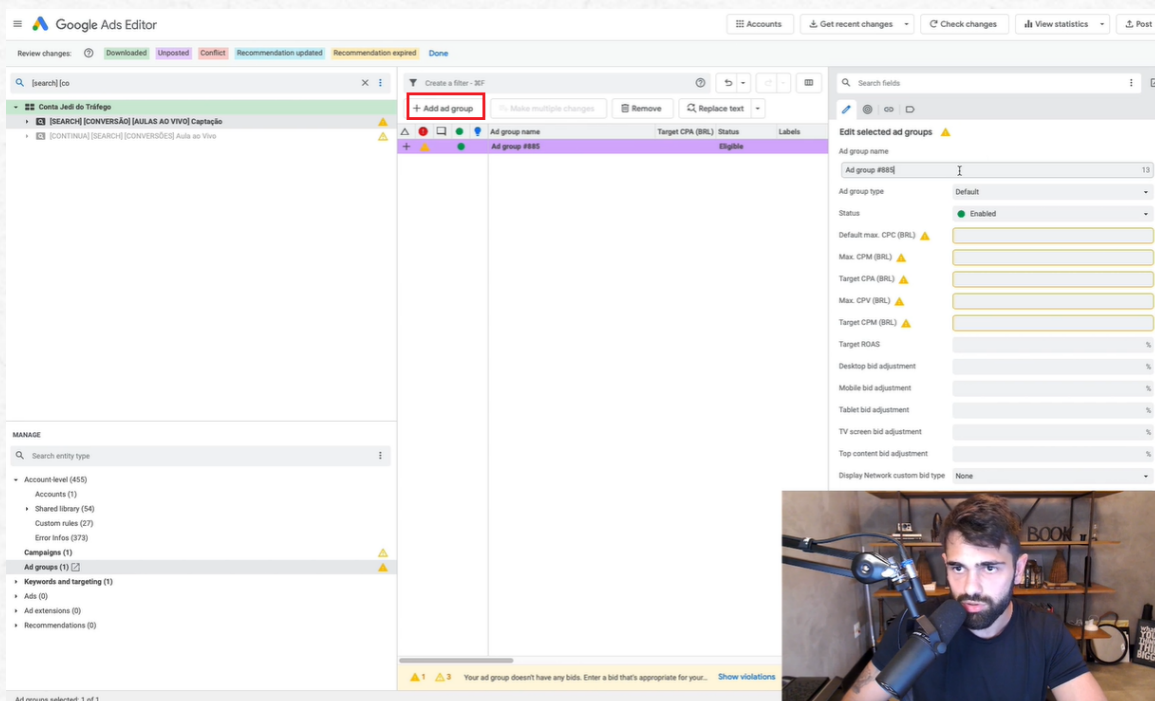 Google Ads Editor
Accounts
Get recent changes
Check changes
View statistics
Post
Review changes:
Downloaded
Unposted
Conflict
Recommendation updated
Recommendation expired
Done
[search] [co
Conta Jedi do Tráfego
[SEARCH] [CONVERSÃO] [AULAS AO VIVO] Captação
[CONTINUA] [SEARCH] [CONVERSÕES] Aula ao Vivo
MANAGE
Search entity type
Account-level (455)
Accounts (1)
Shared library (54)
Custom rules (27)
Error Infos (373)
Campaigns (1)
Ad groups (1)
Keywords and targeting (1)
Ads (0)
Ad extensions (0)
Recommendations (0)
Ad groups selected: 1 of 1
Create a filter - ⌘F
+ Add ad group
Make multiple changes
Remove
Replace text
Ad group name
Target CPA (BRL)
Status
Labels
Ad group #885
Eligible
1
3
Your ad group doesn't have any bids. Enter a bid that's appropriate for your...
Show violations
Search fields
Edit selected ad groups
Ad group name
Ad group #885
13
Ad group type
Default
Status
Enabled
Default max. CPC (BRL)
Max. CPM (BRL)
Target CPA (BRL)
Max. CPV (BRL)
Target CPM (BRL)
Target ROAS
%
Desktop bid adjustment
%
Mobile bid adjustment
%
Tablet bid adjustment
%
TV screen bid adjustment
%
Top content bid adjustment
%
Display Network custom bid type
None
BOOK